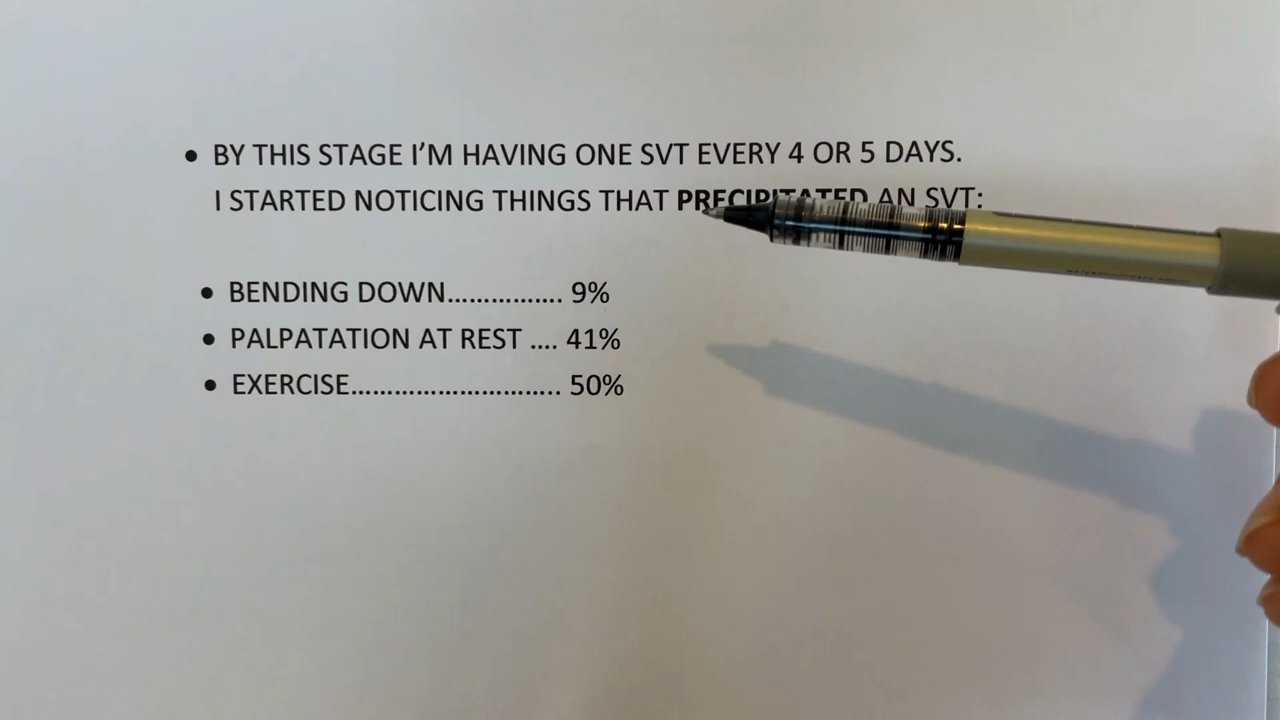 • BY THIS STAGE I'M HAVING ONE SVT EVERY 4 OR 5 DAYS.
I STARTED NOTICING THINGS THAT PRECIPITATED AN SVT:
• BENDING DOWN................ 9%
• PALPATATION AT REST .... 41%
• EXERCISE............................. 50%